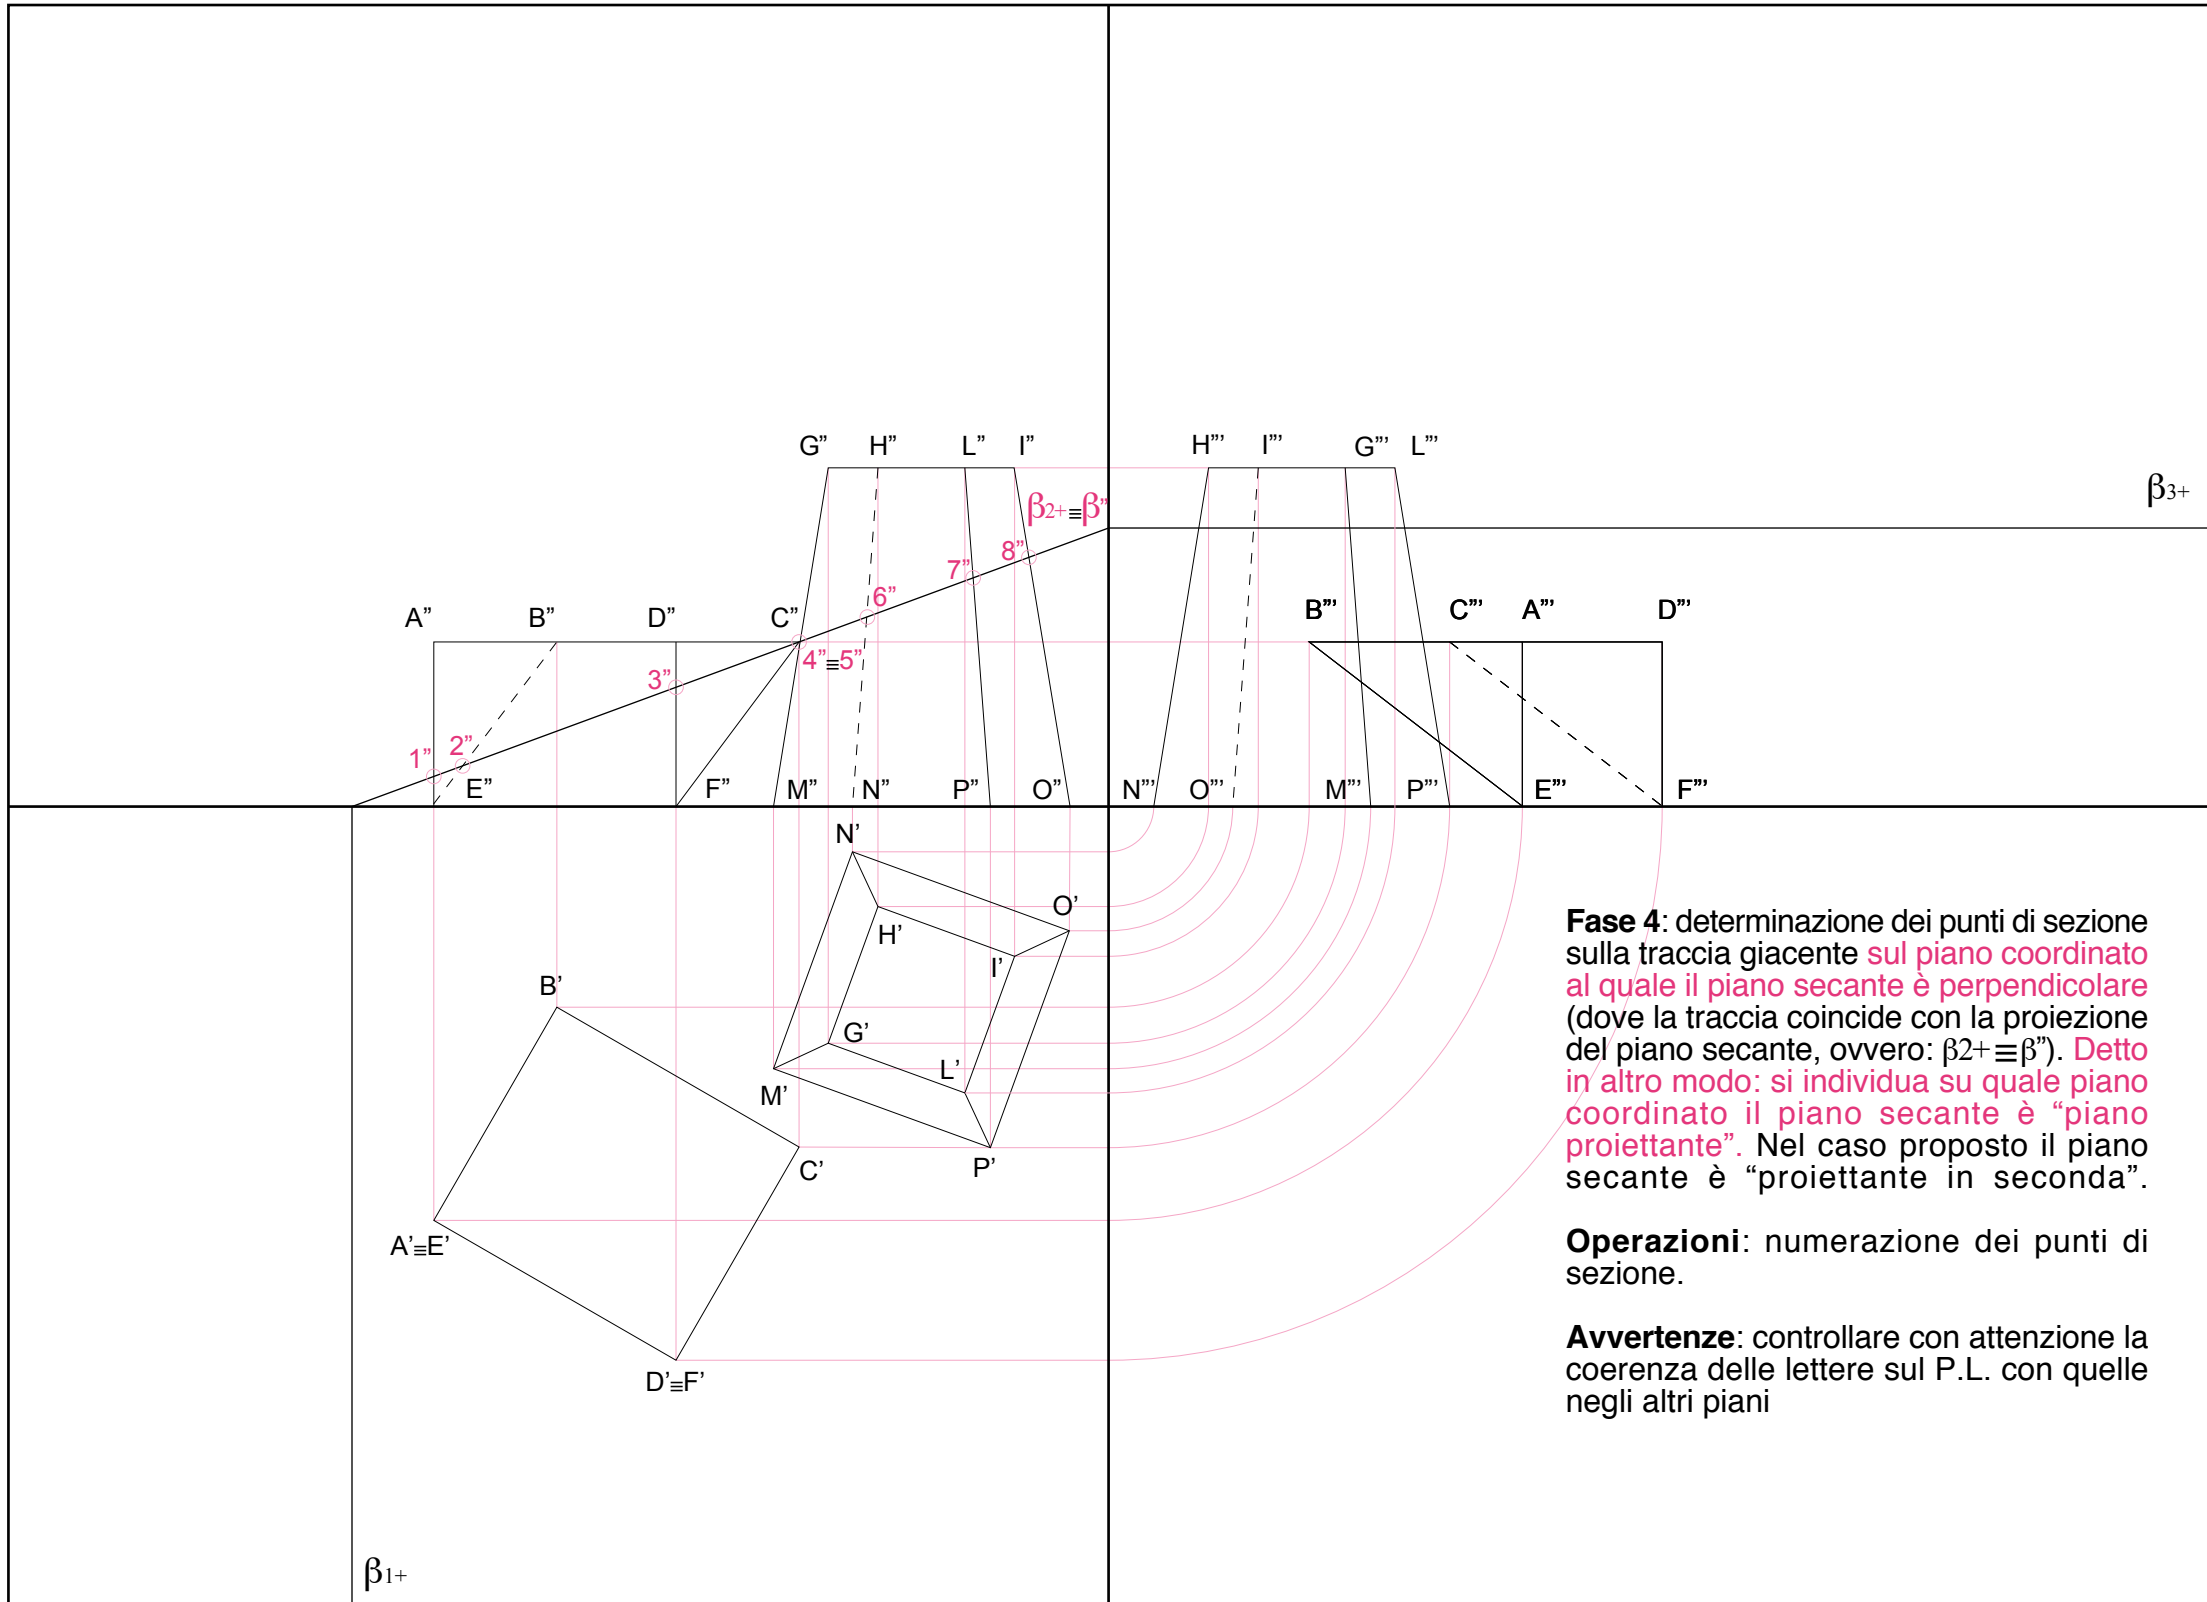 G” H” L” I” H”’ I”’ G”’ L”’
β2+≡β”
β3+
8”
7”
6”
A” B” D” C” B”’ C”’ A”’ D”’
4”≡5”
3”
2”
1”
E” F” M” N” P” O” N”’ O”’ M”’ P”’ E”’ F”’
N’
O’
H’
I’
B’
G’
L’
M’
P’
C’
A’≡E’
D’≡F’
β1+
Fase 4: determinazione dei punti di sezione
sulla traccia giacente sul piano coordinato
al quale il piano secante è perpendicolare
(dove la traccia coincide con la proiezione
del piano secante, ovvero: β2+≡β”). Detto
in altro modo: si individua su quale piano
coordinato il piano secante è “piano
proiettante”. Nel caso proposto il piano
secante è “proiettante in seconda”.
Operazioni: numerazione dei punti di
sezione.
Avvertenze: controllare con attenzione la
coerenza delle lettere sul P.L. con quelle
negli altri piani